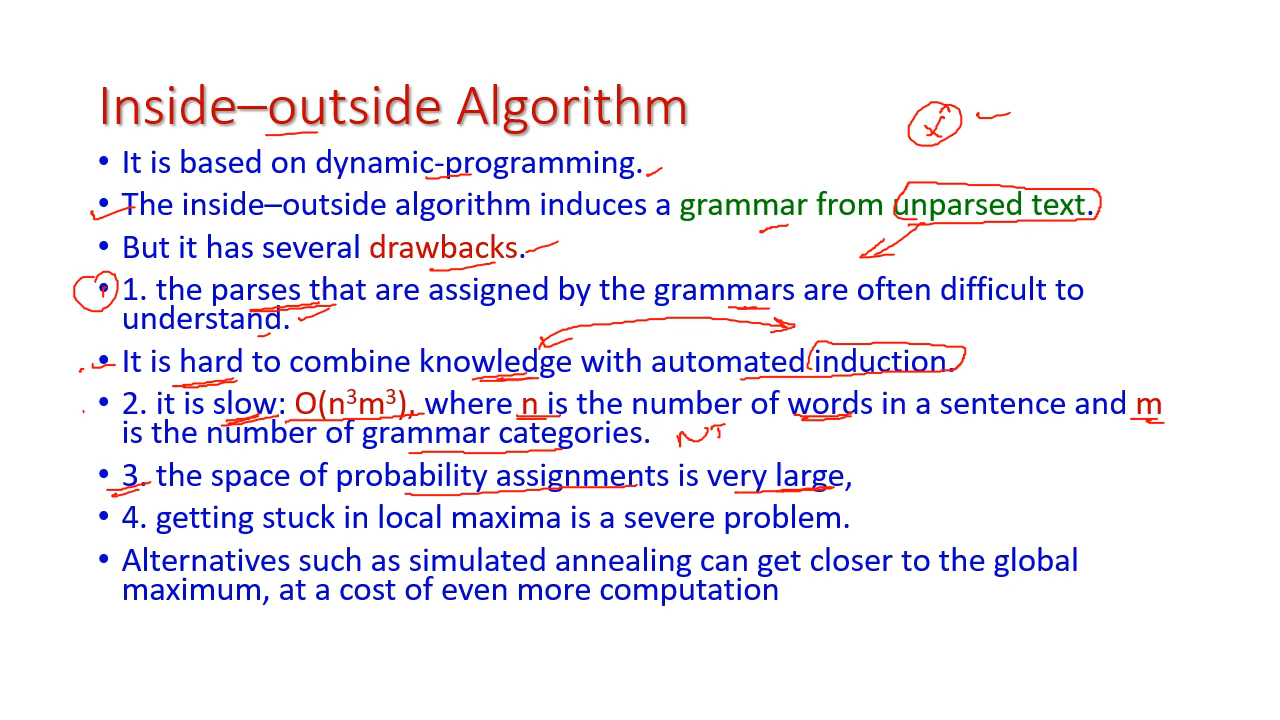 Inside–outside Algorithm
• It is based on dynamic-programming.
• The inside–outside algorithm induces a grammar from unparsed text.
• But it has several drawbacks.
• 1. the parses that are assigned by the grammars are often difficult to
understand.
• It is hard to combine knowledge with automated induction.
• 2. it is slow: O(n³m³), where n is the number of words in a sentence and m
is the number of grammar categories. NT
• 3. the space of probability assignments is very large,
• 4. getting stuck in local maxima is a severe problem.
• Alternatives such as simulated annealing can get closer to the global
maximum, at a cost of even more computation